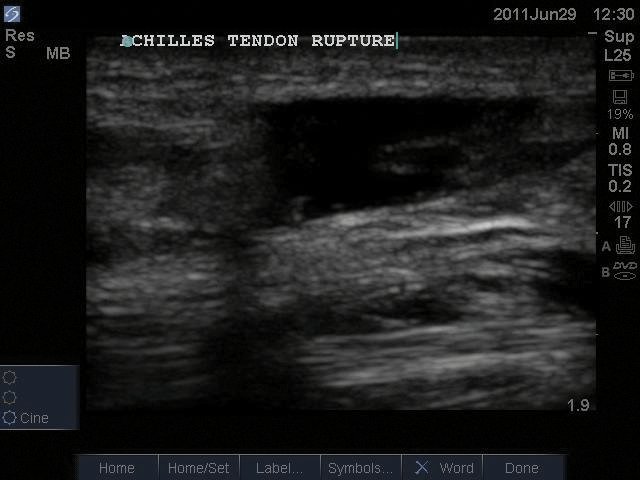 2011Jun29 12:30
ACHILLES TENDON RUPTURE
Res
S MB
Sup
L25
19%
MI
0.8
TIS
0.2
17
A
B DVD
Cine
1.9
Home Home/Set Label... Symbols... X Word Done